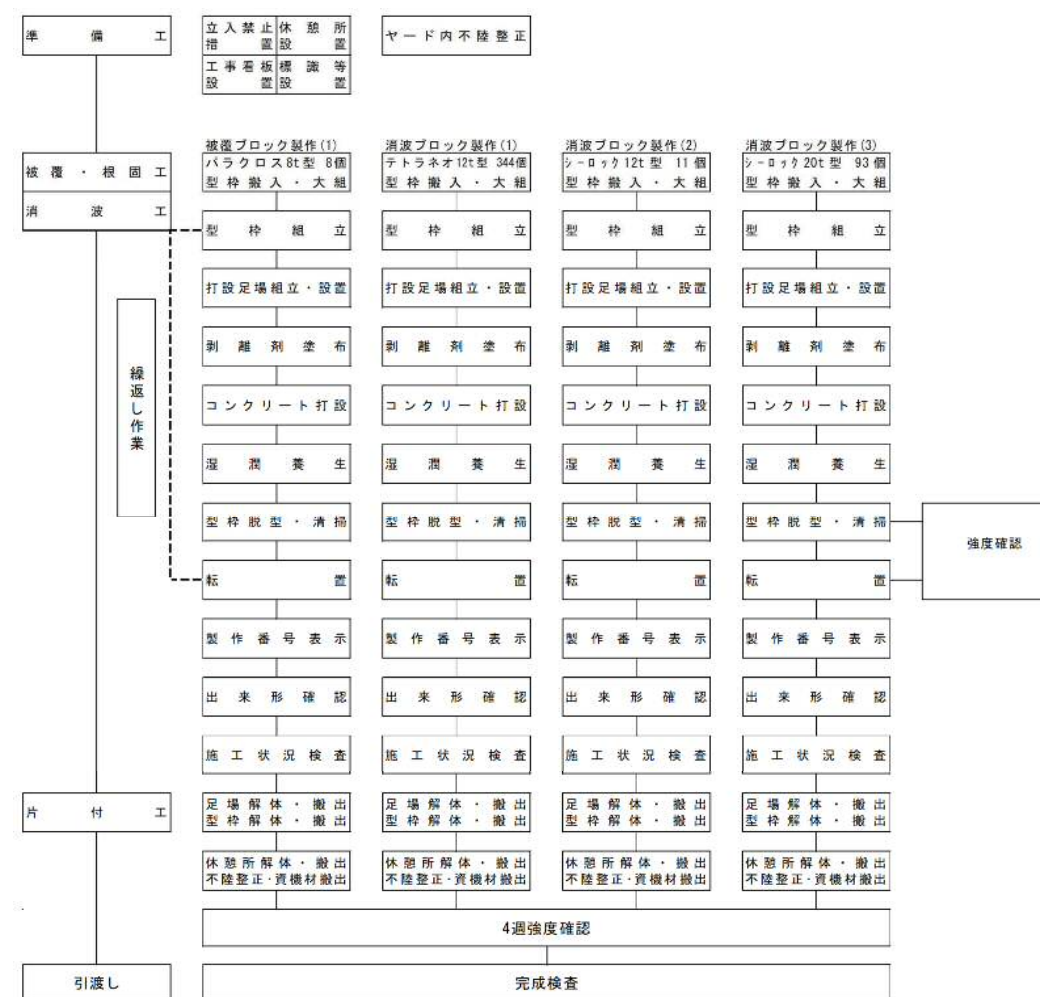 準備工
立入禁止措置
休憩所設置
工事看板設置
標識等設置
ヤード内不陸整正
被覆・根固工
消波工
繰返し作業
被覆ブロック製作(1)
パラクロス8t型 8個
型枠搬入・大組
型枠組立
打設足場組立・設置
剥離剤塗布
コンクリート打設
湿潤養生
型枠脱型・清掃
転置
製作番号表示
出来形確認
施工状況検査
足場解体・搬出
型枠解体・搬出
休憩所解体・搬出
不陸整正・資機材搬出
消波ブロック製作(1)
テトラネオ12t型 344個
型枠搬入・大組
型枠組立
打設足場組立・設置
剥離剤塗布
コンクリート打設
湿潤養生
型枠脱型・清掃
転置
製作番号表示
出来形確認
施工状況検査
足場解体・搬出
型枠解体・搬出
休憩所解体・搬出
不陸整正・資機材搬出
消波ブロック製作(2)
シーロック12t型 11個
型枠搬入・大組
型枠組立
打設足場組立・設置
剥離剤塗布
コンクリート打設
湿潤養生
型枠脱型・清掃
転置
製作番号表示
出来形確認
施工状況検査
足場解体・搬出
型枠解体・搬出
休憩所解体・搬出
不陸整正・資機材搬出
消波ブロック製作(3)
シーロック20t型 93個
型枠搬入・大組
型枠組立
打設足場組立・設置
剥離剤塗布
コンクリート打設
湿潤養生
型枠脱型・清掃
転置
製作番号表示
出来形確認
施工状況検査
足場解体・搬出
型枠解体・搬出
休憩所解体・搬出
不陸整正・資機材搬出
強度確認
片付工
4週強度確認
引渡し
完成検査